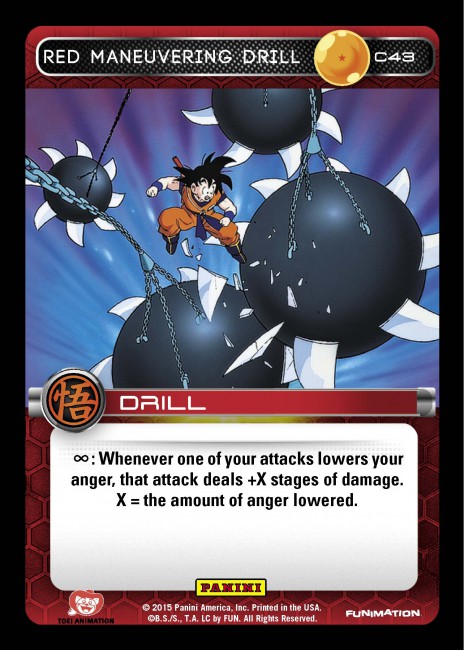 RED MANEUVERING DRILL C43
悟 DRILL
∞: Whenever one of your attacks lowers your
anger, that attack deals +X stages of damage.
X = the amount of anger lowered.
PANINI
© 2015 Panini America, Inc. Printed in the USA.
©B.S./S., T.A. LC by FUN. All Rights Reserved.
TOEI ANIMATION
FUNIMATION